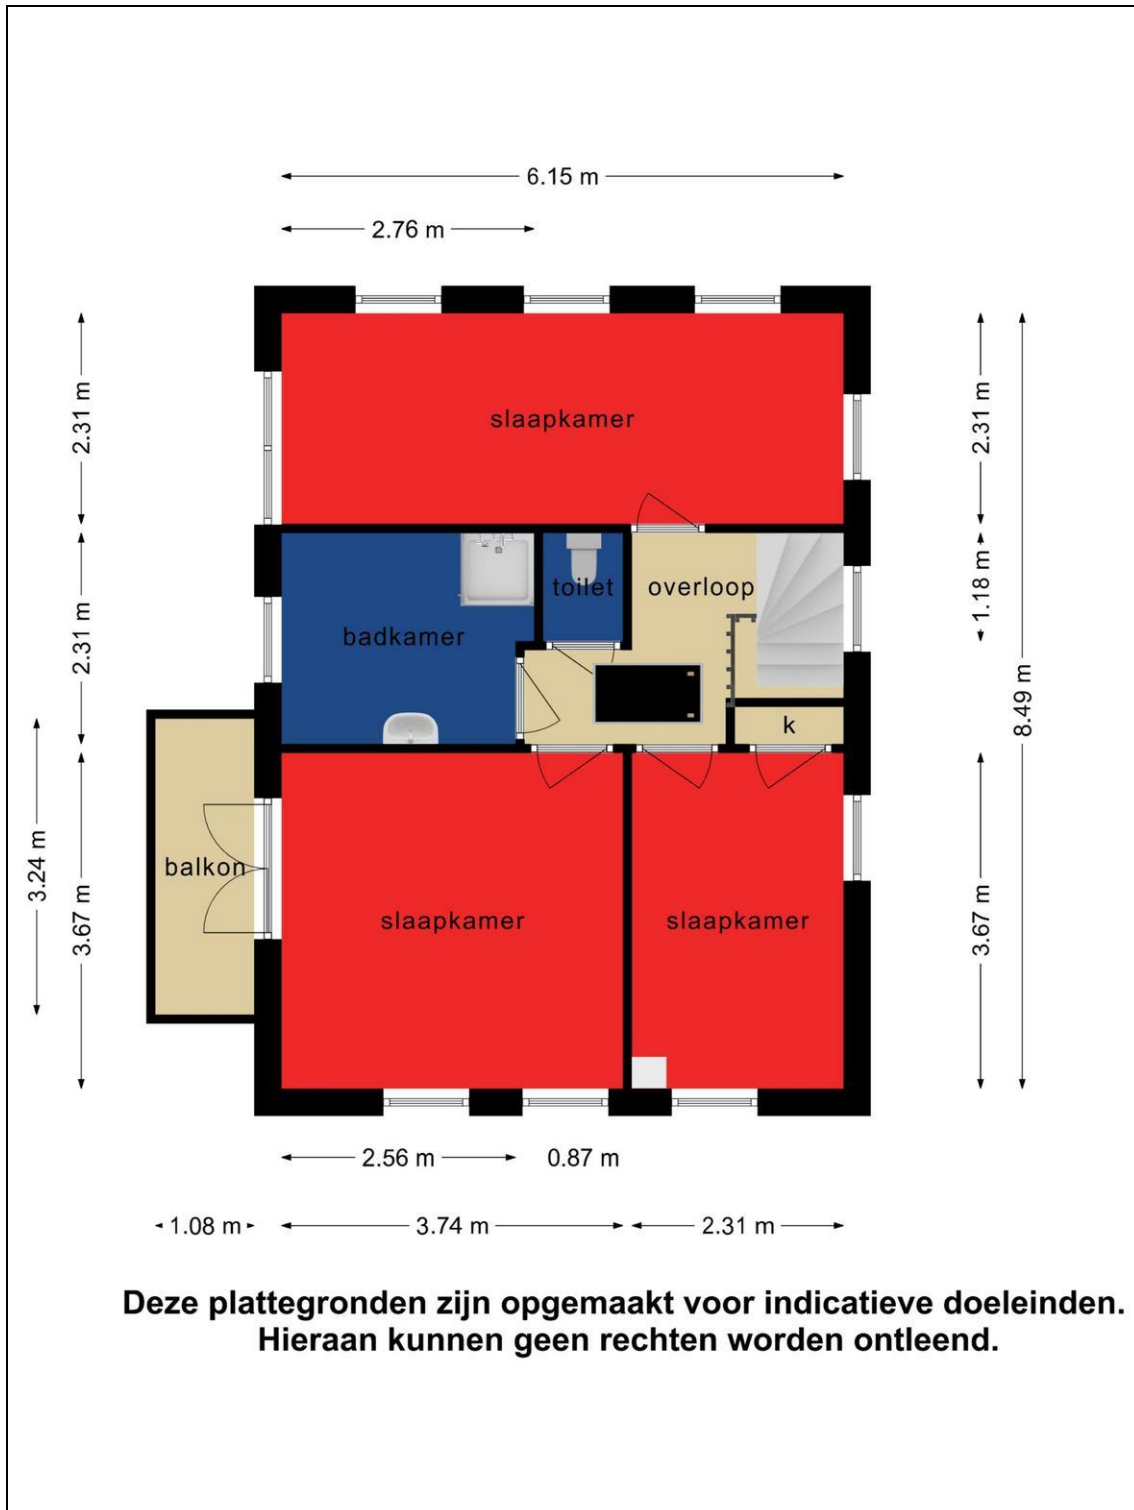 6.15 m
2.76 m
2.31 m
2.31 m
slaapkamer
toilet
overloop
1.18 m
badkamer
2.31 m
8.49 m
k
3.24 m
balkon
3.67 m
slaapkamer
slaapkamer
3.67 m
2.56 m
0.87 m
1.08 m
3.74 m
2.31 m
Deze plattegronden zijn opgemaakt voor indicatieve doeleinden.
Hieraan kunnen geen rechten worden ontleend.